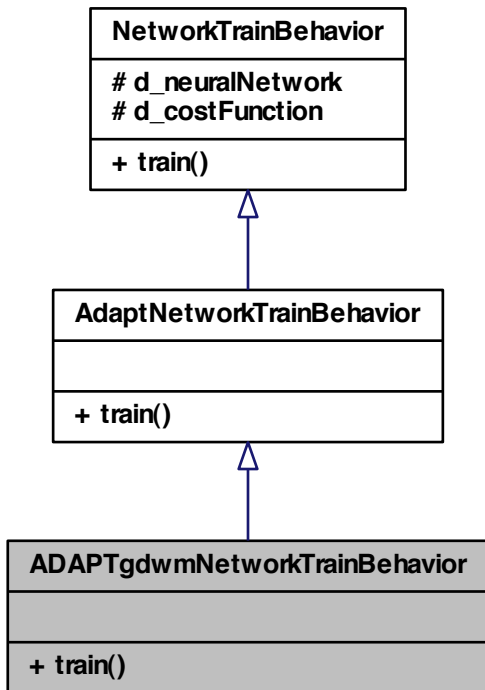 NetworkTrainBehavior
# d_neuralNetwork
# d_costFunction
+ train()
AdaptNetworkTrainBehavior
+ train()
ADAPTgdwmNetworkTrainBehavior
+ train()